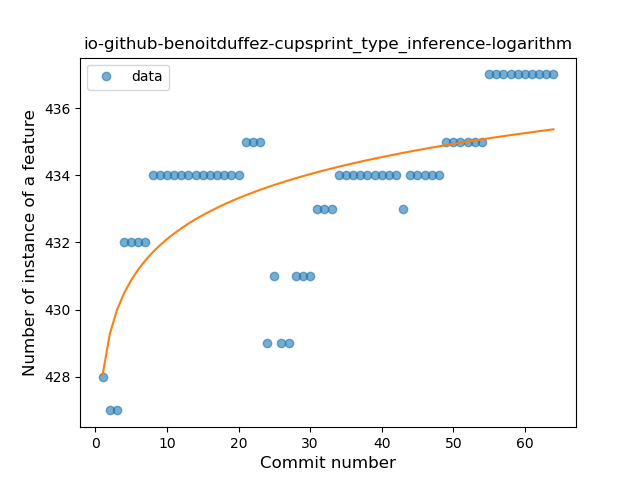 io-github-benoitduffez-cupsprint_type_inference-logarithm
data
Number of instance of a feature
436
434
432
430
428
0 10 20 30 40 50 60
Commit number